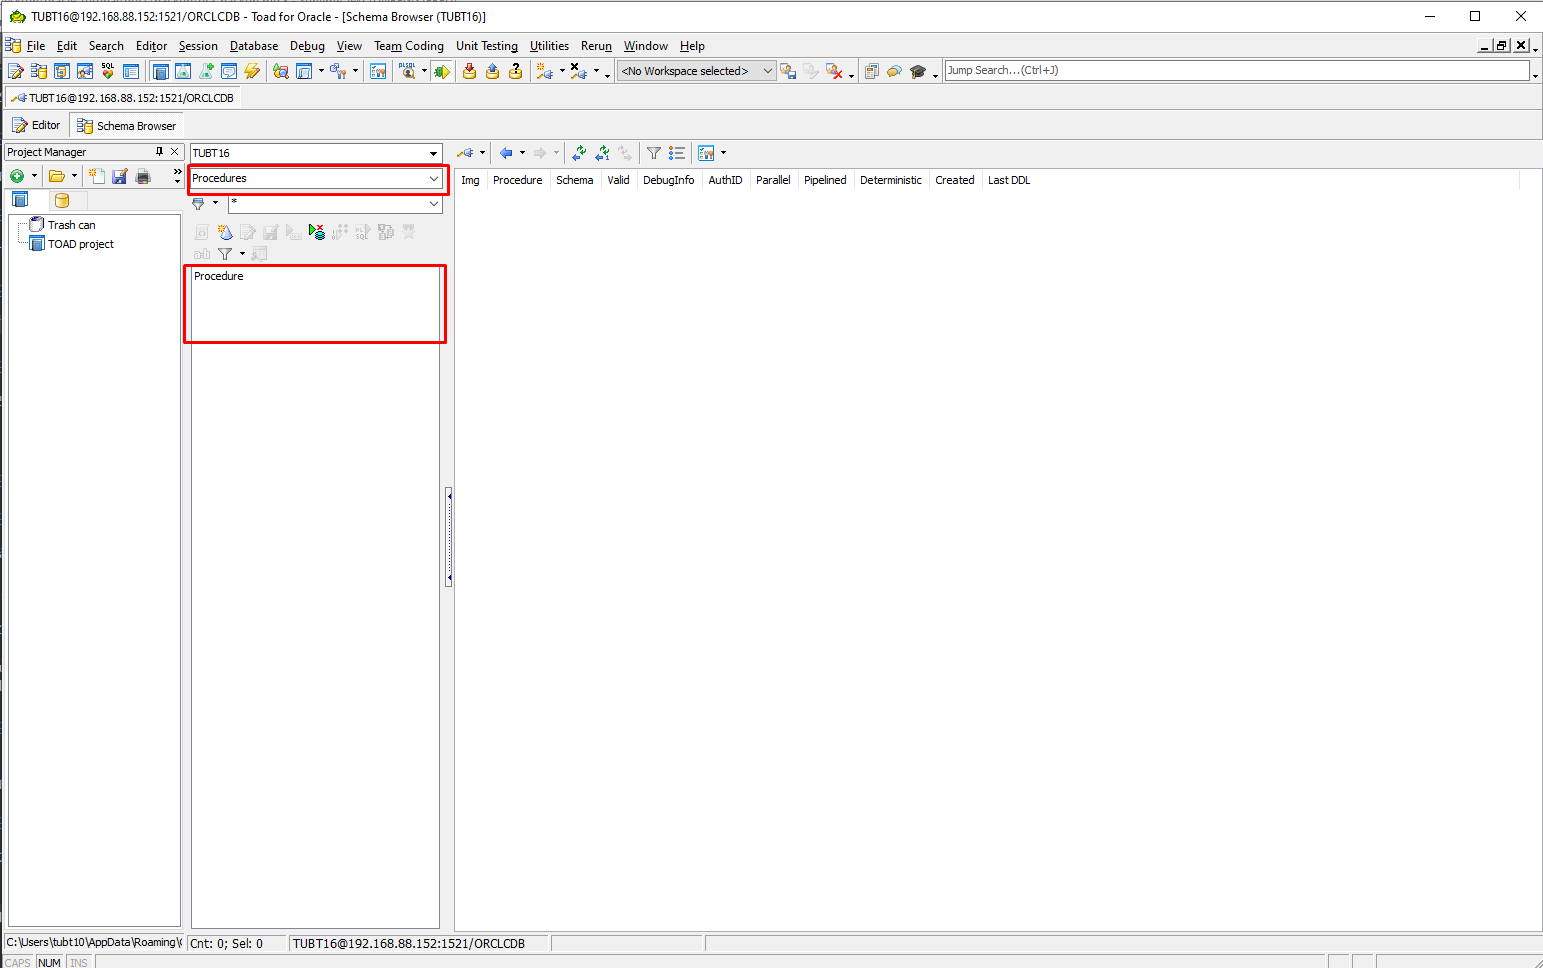 TUBT16@192.168.88.152:1521/ORCLCDB - Toad for Oracle - [Schema Browser (TUBT16)]
File Edit Search Editor Session Database Debug View Team Coding Unit Testing Utilities Rerun Window Help
SQL
<No Workspace selected>
Jump Search...(Ctrl+J)
TUBT16@192.168.88.152:1521/ORCLCDB
Editor Schema Browser
Project Manager
TUBT16
Procedures
*
Img Procedure Schema Valid DebugInfo AuthID Parallel Pipelined Deterministic Created Last DDL
Trash can
TOAD project
Procedure
C:\Users\tubt10\AppData\Roaming\
Cnt: 0; Sel: 0
TUBT16@192.168.88.152:1521/ORCLCDB
CAPS NUM INS